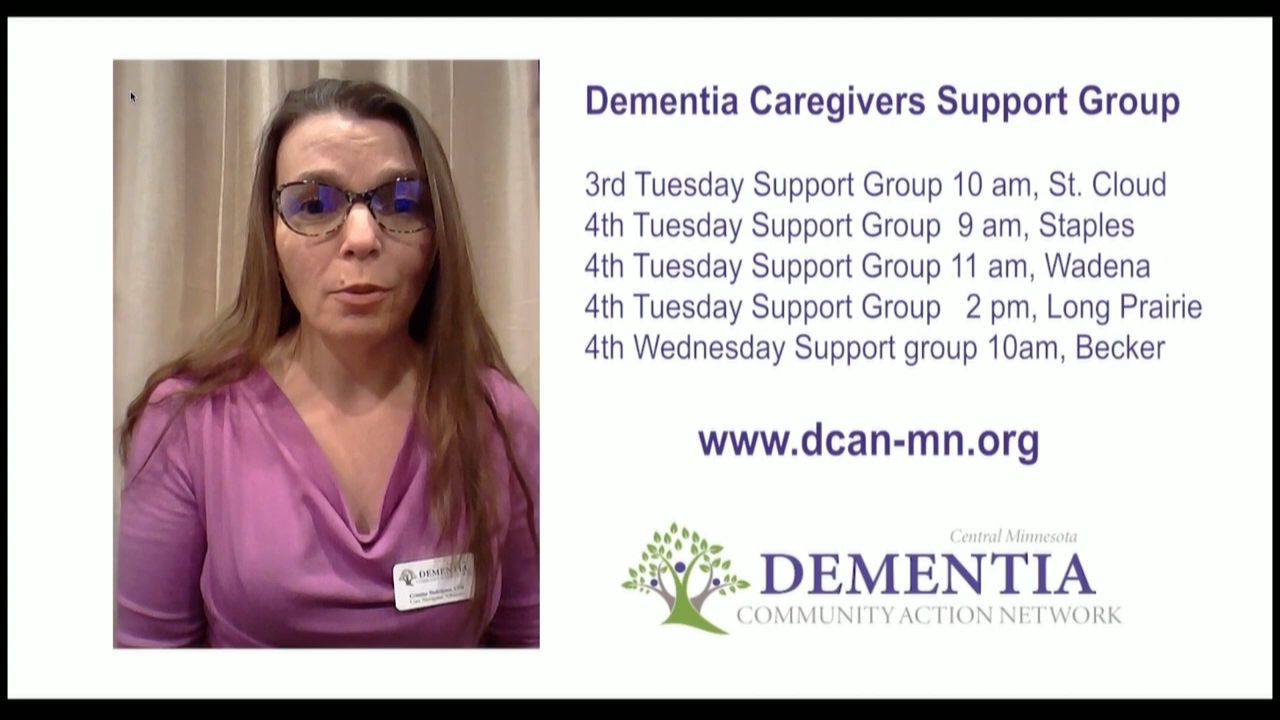 Dementia Caregivers Support Group
3rd Tuesday Support Group 10 am, St. Cloud
4th Tuesday Support Group 9 am, Staples
4th Tuesday Support Group 11 am, Wadena
4th Tuesday Support Group 2 pm, Long Prairie
4th Wednesday Support group 10am, Becker
www.dcan-mn.org
Central Minnesota
DEMENTIA
COMMUNITY ACTION NETWORK
DEMENTIA